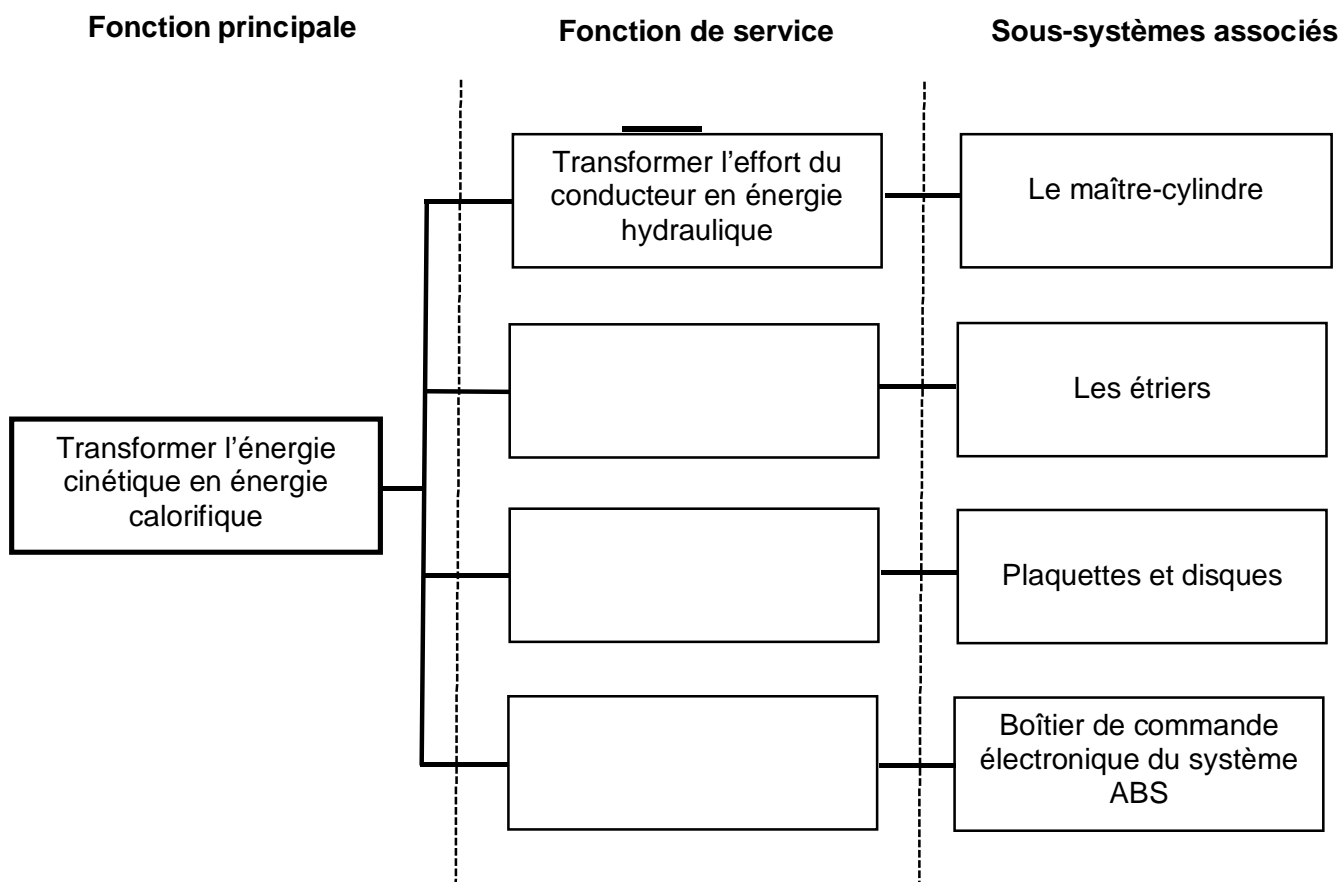 Fonction principale
Fonction de service
Sous-systèmes associés
Transformer l’effort du
conducteur en énergie
hydraulique
Le maître-cylindre
Les étriers
Transformer l’énergie
cinétique en énergie
calorifique
Plaquettes et disques
Boîtier de commande
électronique du système
ABS